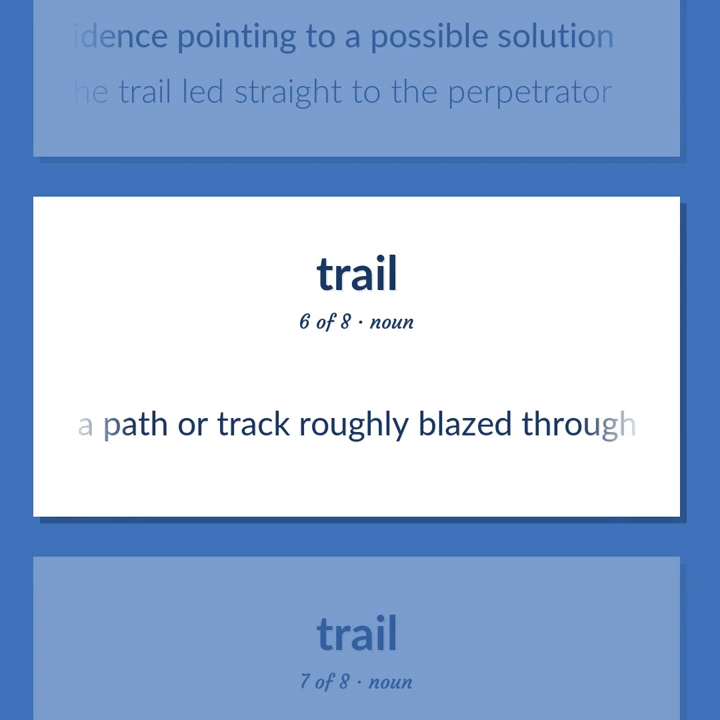 idence pointing to a possible solution
he trail led straight to the perpetrator
trail
6 of 8 · noun
a path or track roughly blazed through
trail
7 of 8 · noun